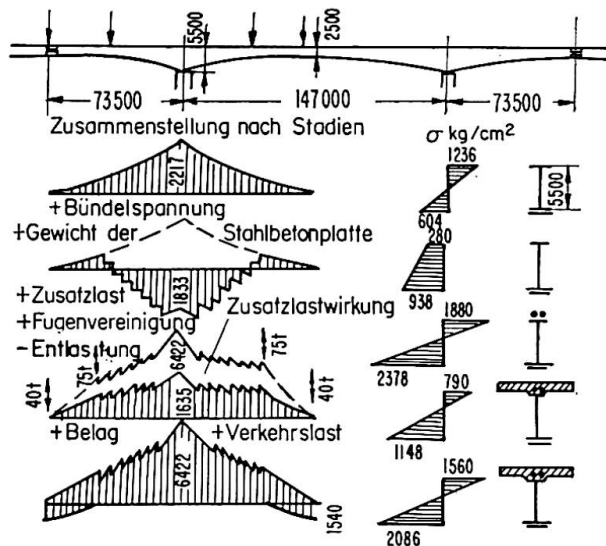 5500
2500
73500
147000
73500
Zusammenstellung nach Stadien
σ kg/cm²
-2217
1236
604
5500
+Bündelspannung
+Gewicht der Stahlbetonplatte
280
1833
938
+Zusatzlast
Zusatzlastwirkung
+Fugenvereinigung
-Entlastung
1880
75t
6422
75t
2378
790
40t
1635
40t
+Belag
+Verkehrslast
1148
-6422
1560
1540
2086